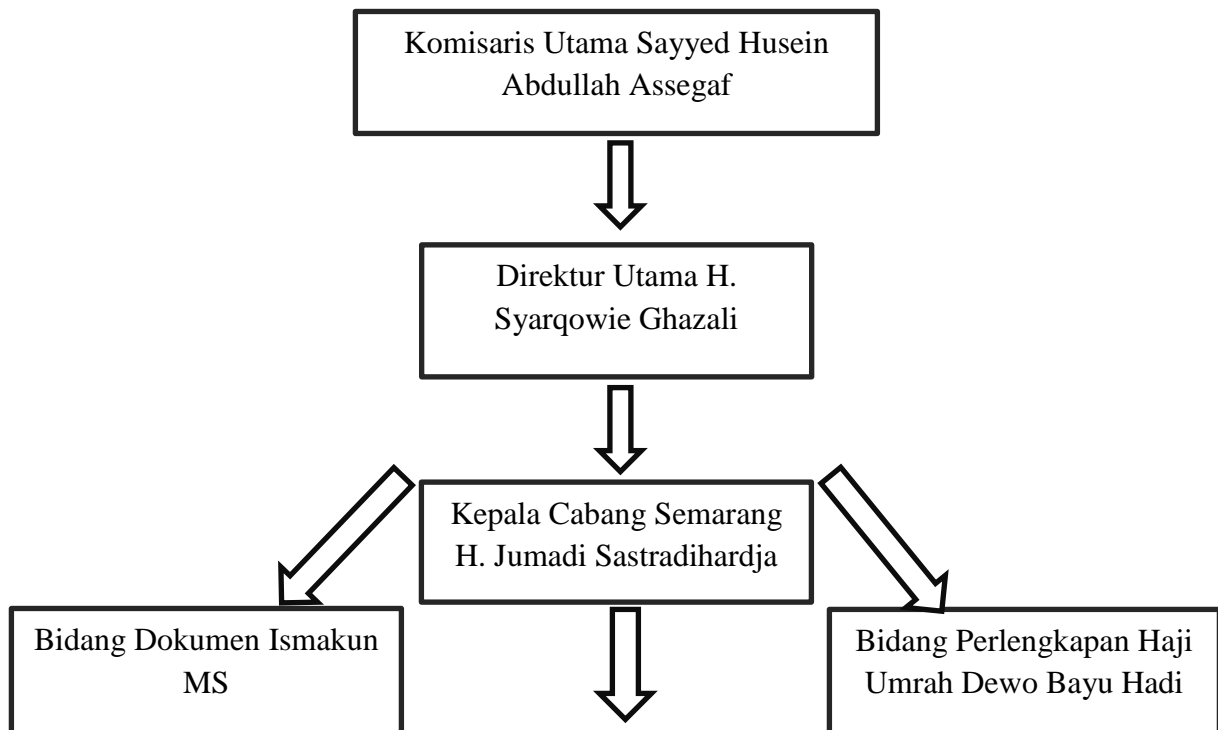 Komisaris Utama Sayyed Husein
Abdullah Assegaf
Direktur Utama H.
Syarqowie Ghazali
Kepala Cabang Semarang
H. Jumadi Sastradihardja
Bidang Dokumen Ismakun
MS
Bidang Perlengkapan Haji
Umrah Dewo Bayu Hadi